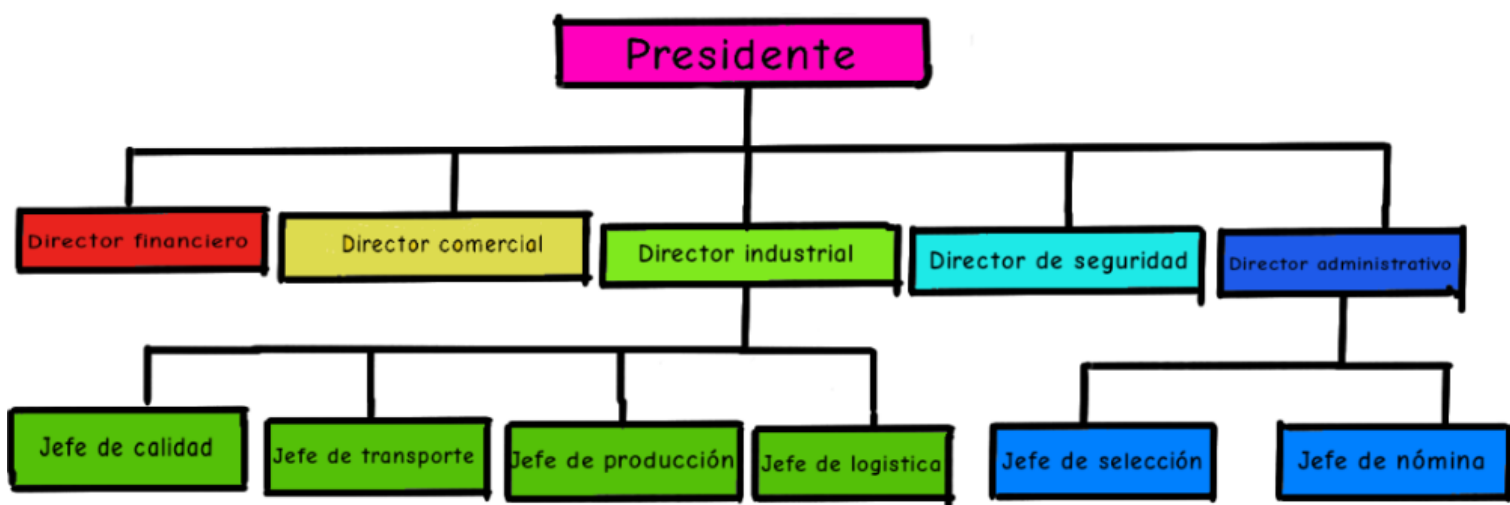 Presidente
Director financiero
Director comercial
Director industrial
Director de seguridad
Director administrativo
Jefe de calidad
Jefe de transporte
Jefe de producción
Jefe de logistica
Jefe de selección
Jefe de nómina